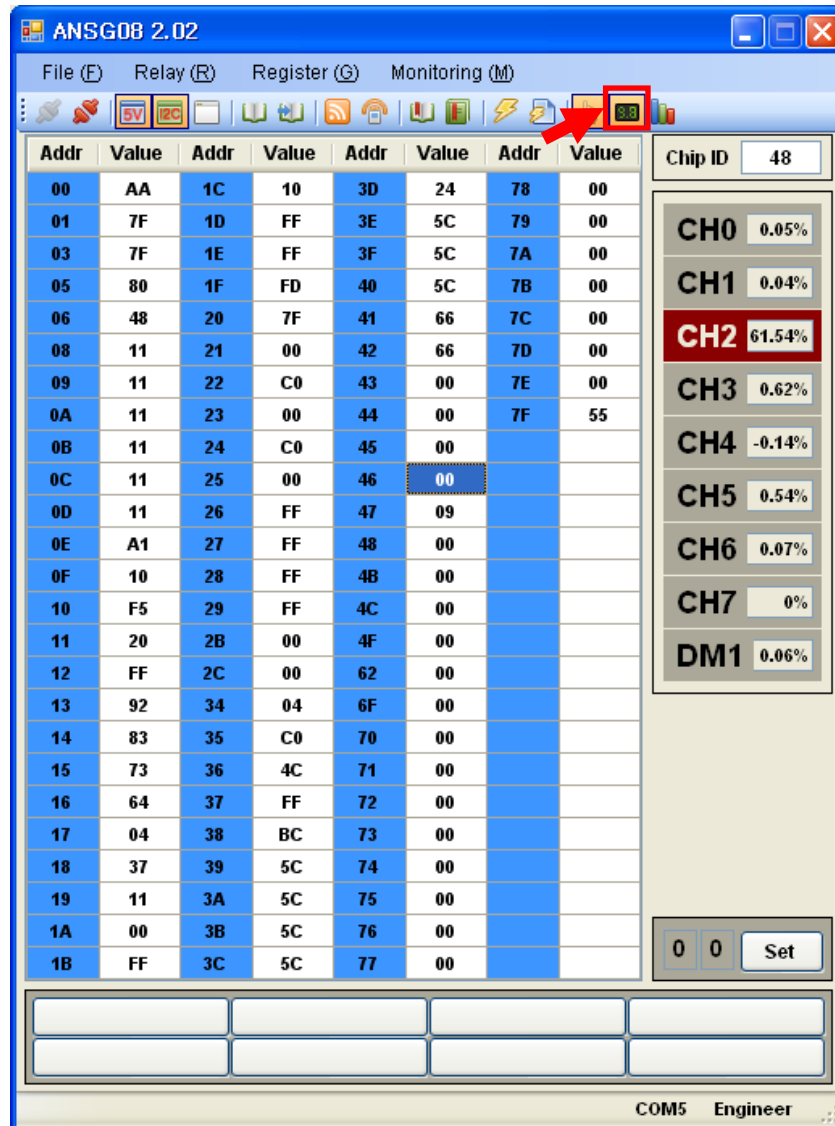 ANSG08 2.02
File (F) Relay (R) Register (G) Monitoring (M)
5V I2C 9.8
Addr Value Addr Value Addr Value Addr Value
00 AA 1C 10 3D 24 78 00
01 7F 1D FF 3E 5C 79 00
03 7F 1E FF 3F 5C 7A 00
05 80 1F FD 40 5C 7B 00
06 48 20 7F 41 66 7C 00
08 11 21 00 42 66 7D 00
09 11 22 C0 43 00 7E 00
0A 11 23 00 44 00 7F 55
0B 11 24 C0 45 00
0C 11 25 00 46 00
0D 11 26 FF 47 09
0E A1 27 FF 48 00
0F 10 28 FF 4B 00
10 F5 29 FF 4C 00
11 20 2B 00 4F 00
12 FF 2C 00 62 00
13 92 34 04 6F 00
14 83 35 C0 70 00
15 73 36 4C 71 00
16 64 37 FF 72 00
17 04 38 BC 73 00
18 37 39 5C 74 00
19 11 3A 5C 75 00
1A 00 3B 5C 76 00
1B FF 3C 5C 77 00
Chip ID 48
CH0 0.05%
CH1 0.04%
CH2 61.54%
CH3 0.62%
CH4 -0.14%
CH5 0.54%
CH6 0.07%
CH7 0%
DM1 0.06%
0 0 Set
COM5 Engineer